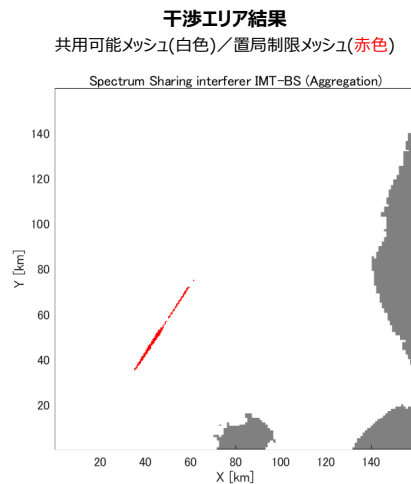 干渉エリア結果
共用可能メッシュ(白色)／置局制限メッシュ(赤色)
Spectrum Sharing interferer IMT-BS (Aggregation)
140
120
100
80
60
40
20
Y [km]
20 40 60 80 100 120 140
X [km]